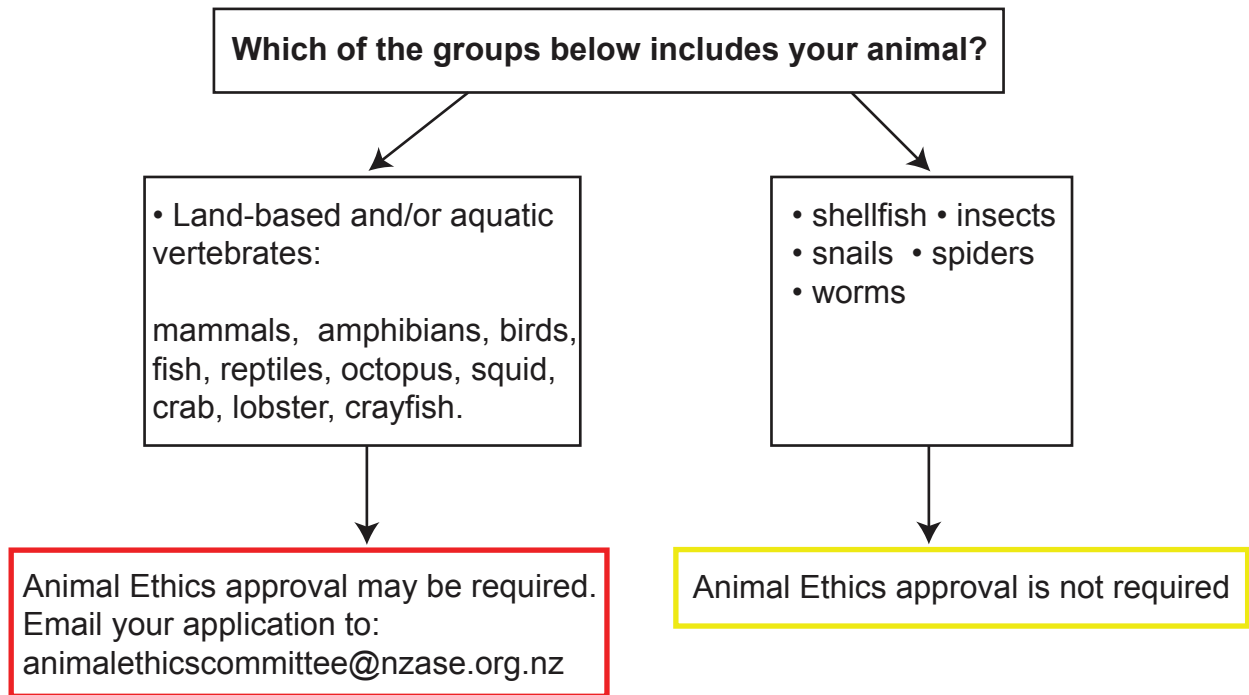 Which of the groups below includes your animal?
• Land-based and/or aquatic
vertebrates:
mammals, amphibians, birds,
fish, reptiles, octopus, squid,
crab, lobster, crayfish.
• shellfish • insects
• snails • spiders
• worms
Animal Ethics approval may be required.
Email your application to:
animalethicscommittee@nzase.org.nz
Animal Ethics approval is not required